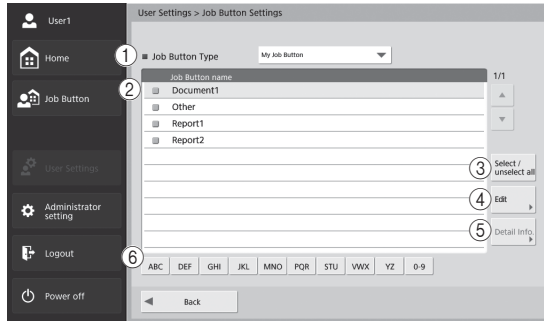 User1
User Settings > Job Button Settings
Home
① Job Button Type
My Job Button
Job Button name
1/1
② Document1
Job Button
Other
Report1
Report2
User Settings
③ Select /
unselect all
④ Edit
Administrator
setting
⑤ Detail Info.
Logout
⑥ ABC DEF GHI JKL MNO PQR STU VWX YZ 0-9
Power off
Back